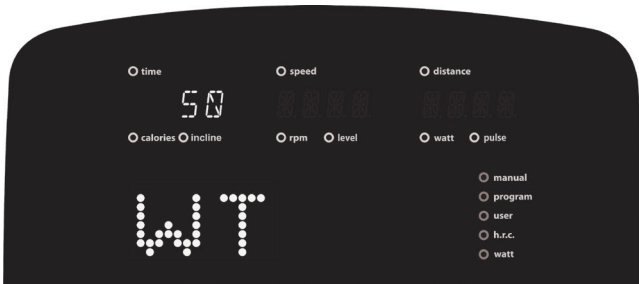 time speed distance
50
calories incline rpm level watt pulse
manual
program
user
h.r.c.
watt
WT